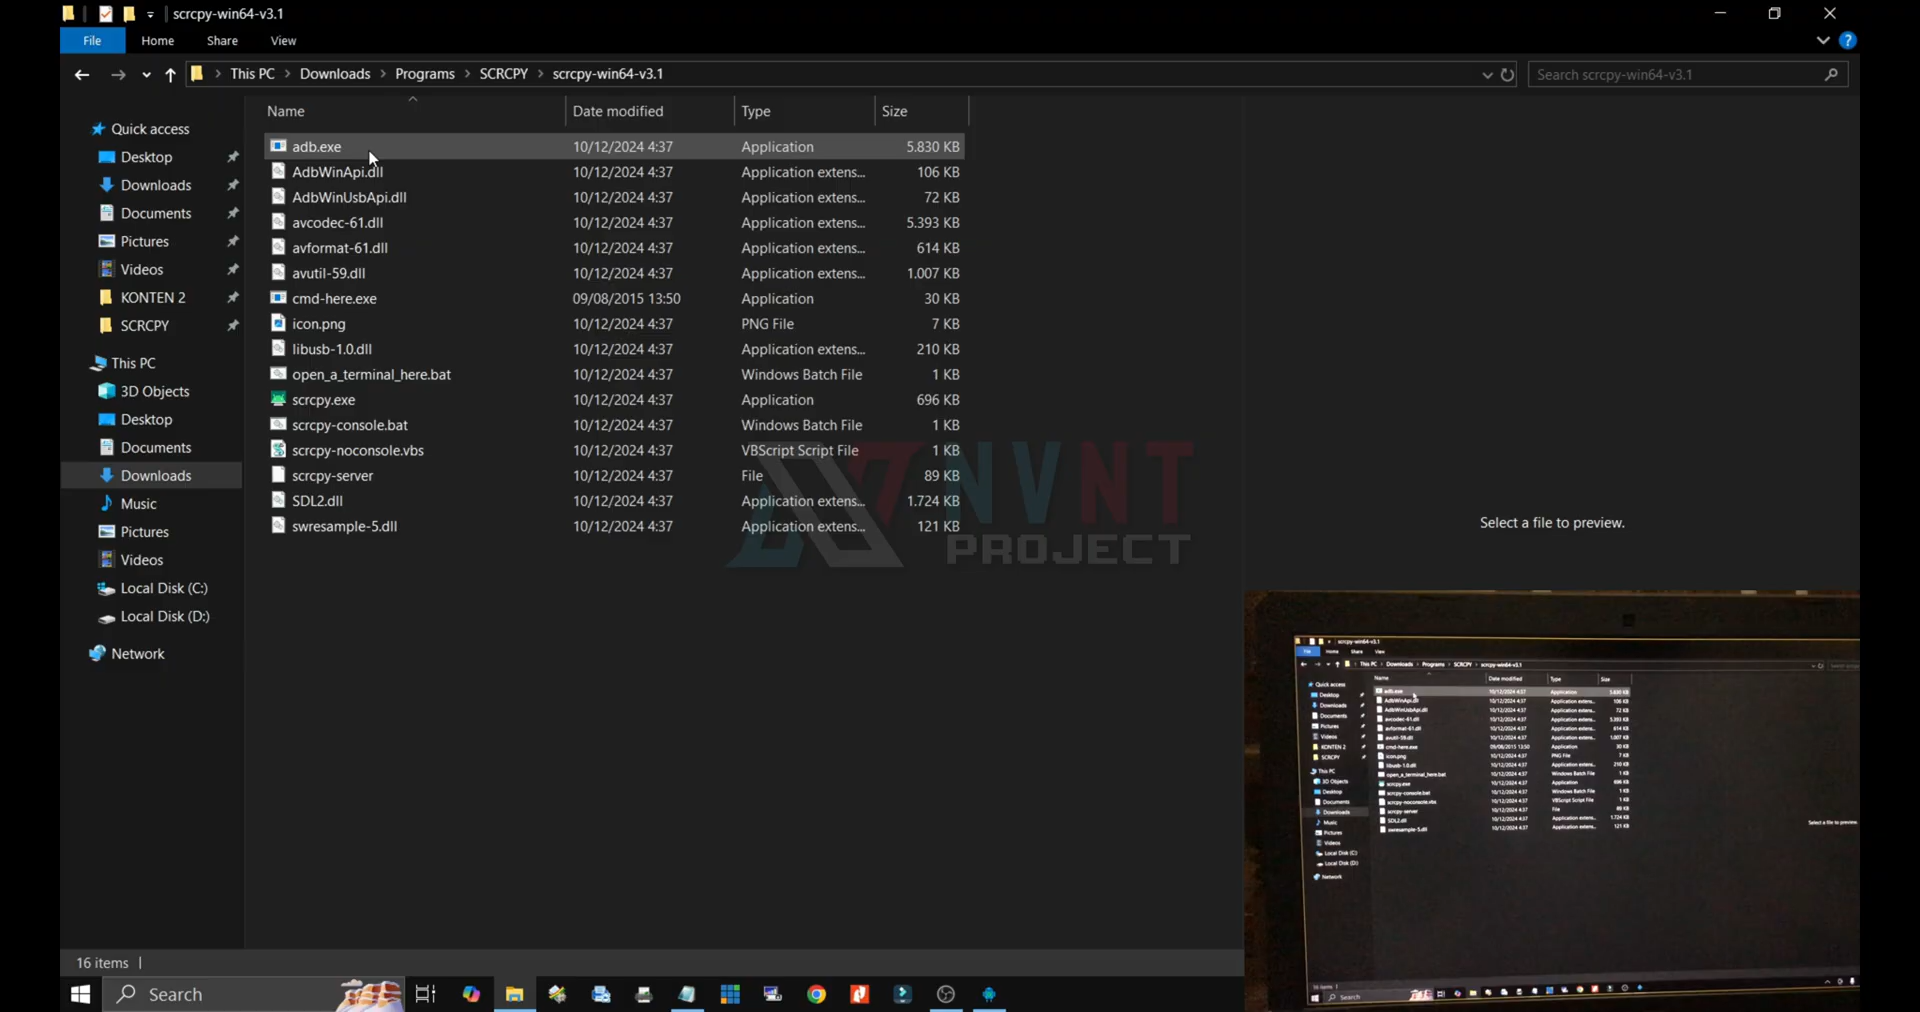 scrcpy-win64-v3.1
File Home Share View
This PC Downloads Programs SCRCPY scrcpy-win64-v3.1 Search scrcpy-win64-v3.1
Name Date modified Type Size
Quick access
Desktop
Downloads
Documents
Pictures
Videos
KONTEN 2
SCRCPY
This PC
3D Objects
Desktop
Documents
Downloads
Music
Pictures
Videos
Local Disk (C:)
Local Disk (D:)
Network
adb.exe 10/12/2024 4:37 Application 5.830 KB
AdbWinApi.dll 10/12/2024 4:37 Application extens... 106 KB
AdbWinUsbApi.dll 10/12/2024 4:37 Application extens... 72 KB
avcodec-61.dll 10/12/2024 4:37 Application extens... 5.393 KB
avformat-61.dll 10/12/2024 4:37 Application extens... 614 KB
avutil-59.dll 10/12/2024 4:37 Application extens... 1.007 KB
cmd-here.exe 09/08/2015 13:50 Application 30 KB
icon.png 10/12/2024 4:37 PNG File 7 KB
libusb-1.0.dll 10/12/2024 4:37 Application extens... 210 KB
open_a_terminal_here.bat 10/12/2024 4:37 Windows Batch File 1 KB
scrcpy.exe 10/12/2024 4:37 Application 696 KB
scrcpy-console.bat 10/12/2024 4:37 Windows Batch File 1 KB
scrcpy-noconsole.vbs 10/12/2024 4:37 VBScript Script File 1 KB
scrcpy-server 10/12/2024 4:37 File 89 KB
SDL2.dll 10/12/2024 4:37 Application extens... 1.724 KB
swresample-5.dll 10/12/2024 4:37 Application extens... 121 KB
NVNT
PROJECT
Select a file to preview.
16 items
Search